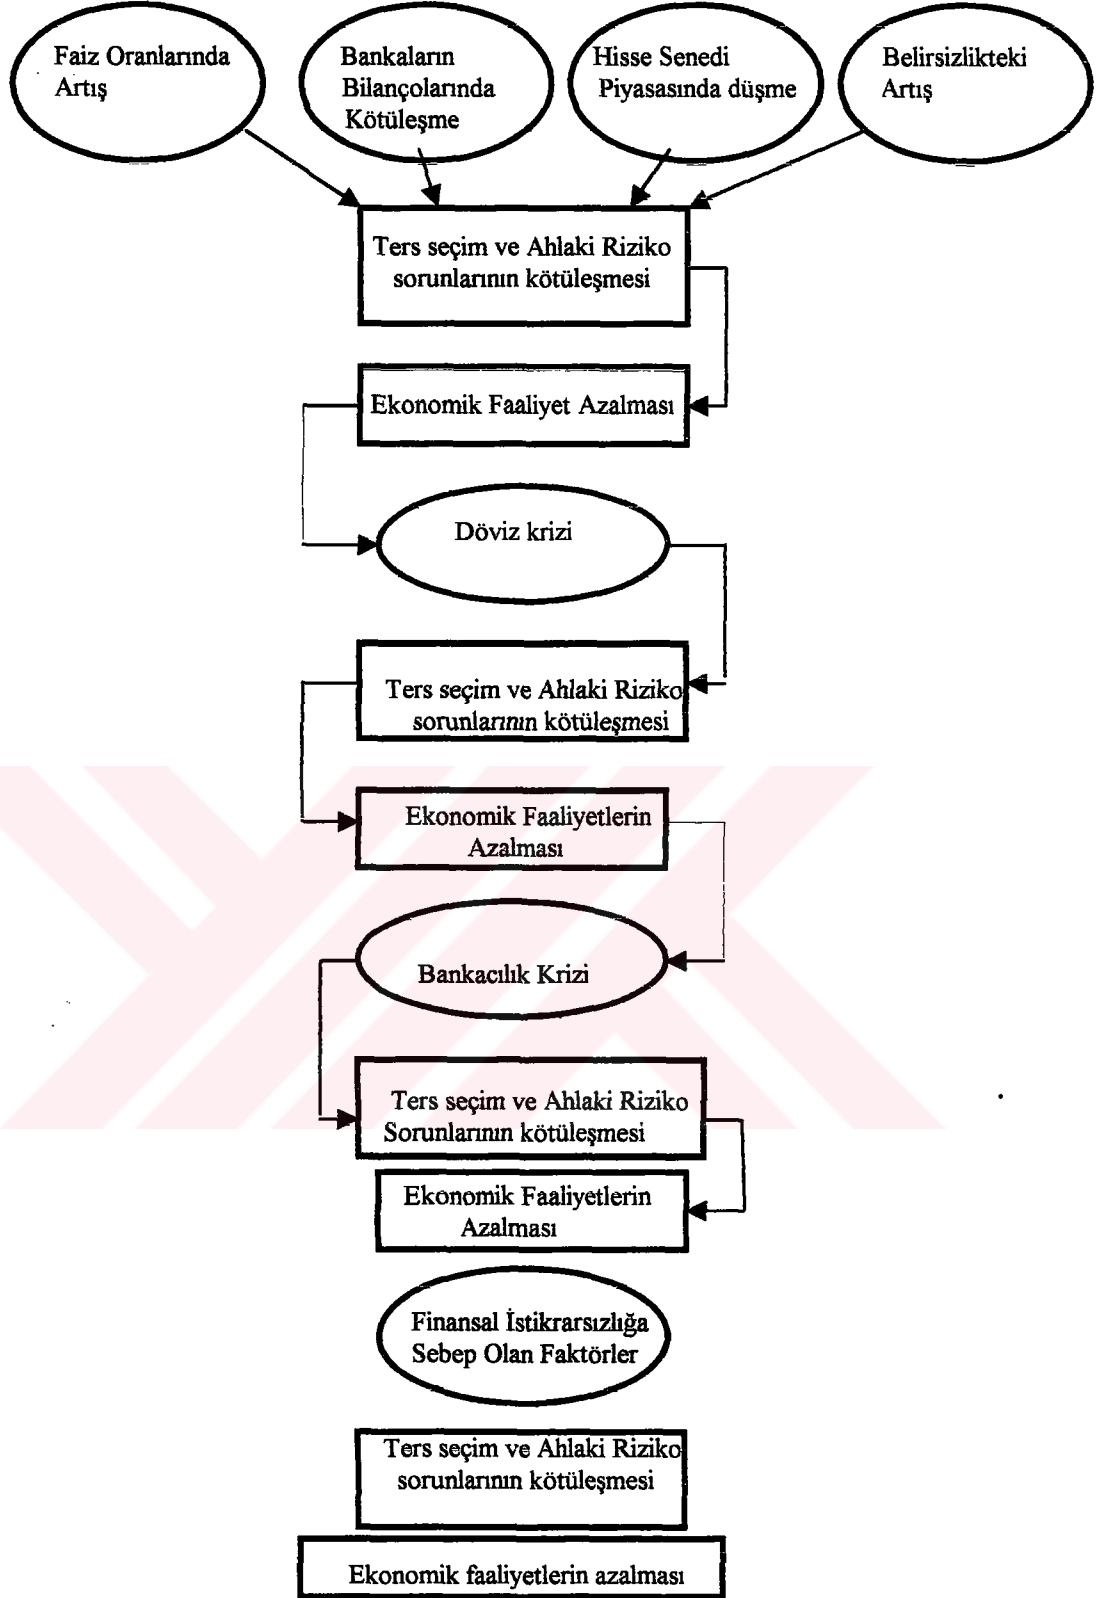 Faiz Oranlarında
Artış
Bankaların
Bilançolarında
Kötüleşme
Hisse Senedi
Piyasasında düşme
Belirsizlikteki
Artış
Ters seçim ve Ahlaki Riziko
sorunlarının kötüleşmesi
Ekonomik Faaliyet Azalması
Döviz krizi
Ters seçim ve Ahlaki Riziko
sorunlarının kötüleşmesi
Ekonomik Faaliyetlerin
Azalması
Bankacılık Krizi
Ters seçim ve Ahlaki Riziko
Sorunlarının kötüleşmesi
Ekonomik Faaliyetlerin
Azalması
Finansal İstikrarsızlığa
Sebep Olan Faktörler
Ters seçim ve Ahlaki Riziko
sorunlarının kötüleşmesi
Ekonomik faaliyetlerin azalması